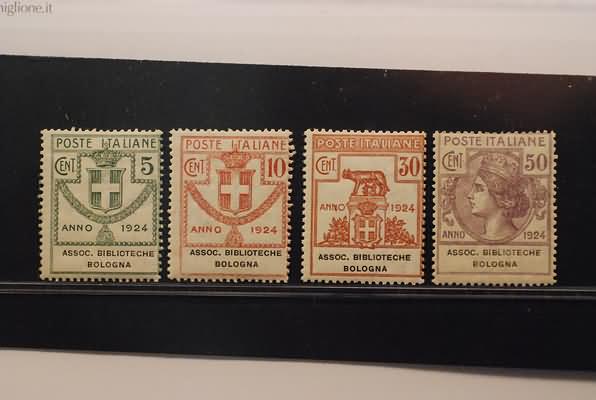 niglione.it
POSTE ITALIANE
CENT. 5
ANNO 1924
ASSOC. BIBLIOTECHE
BOLOGNA
POSTE ITALIANE
CENT. 10
ANNO 1924
ASSOC. BIBLIOTECHE
BOLOGNA
POSTE ITALIANE
CENT. 30
ANNO 1924
ASSOC. BIBLIOTECHE
BOLOGNA
POSTE ITALIANE
CENT. 50
ANNO 1924
ASSOC. BIBLIOTECHE
BOLOGNA